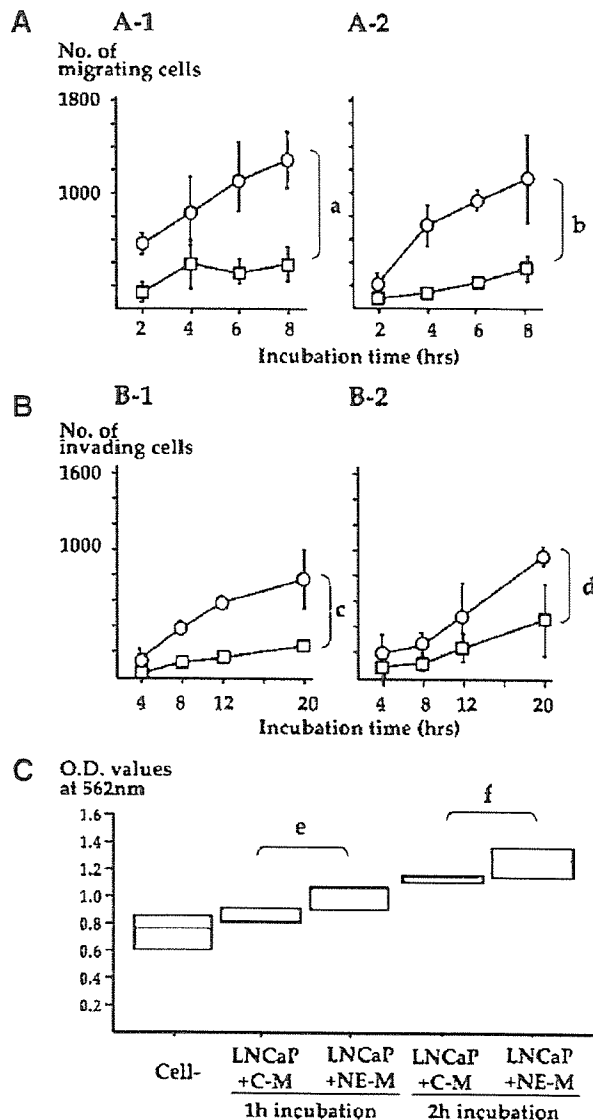 A
A-1
A-2
No. of
migrating cells
1800
1000
a
b
2 4 6 8
2 4 6 8
Incubation time (hrs)
B
B-1
B-2
No. of
invading cells
1600
1000
c
d
4 8 12 20
4 8 12 20
Incubation time (hrs)
C
O.D. values
at 562nm
1.6
1.4
1.2
1.0
0.8
0.6
0.4
0.2
e
f
Cell-
LNCaP
+C-M
LNCaP
+NE-M
LNCaP
+C-M
LNCaP
+NE-M
1h incubation
2h incubation